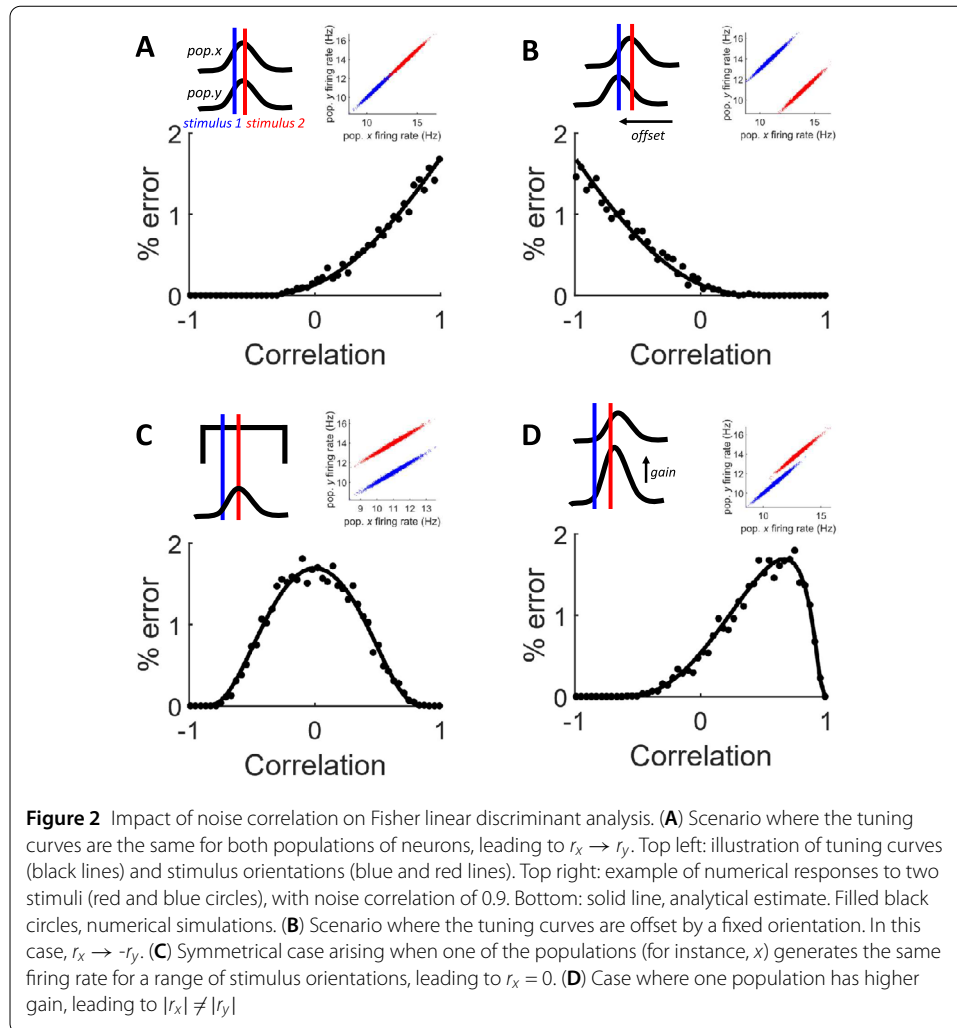 A
pop.x
pop.y
stimulus 1 stimulus 2
pop. y firing rate (Hz)
16
14
12
10
10
15
pop. x firing rate (Hz)
% error
2
1
0
-1
0
1
Correlation
B
offset
pop. y firing rate (Hz)
16
14
12
10
10
15
pop. x firing rate (Hz)
% error
2
1
0
-1
0
1
Correlation
C
pop. y firing rate (Hz)
16
14
12
10
9 10 11 12 13
pop. x firing rate (Hz)
% error
2
1
0
-1
0
1
Correlation
D
gain
pop. y firing rate (Hz)
16
14
12
10
10
15
pop. x firing rate (Hz)
% error
2
1
0
-1
0
1
Correlation
Figure 2 Impact of noise correlation on Fisher linear discriminant analysis. (A) Scenario where the tuning
curves are the same for both populations of neurons, leading to rₓ → r_y. Top left: illustration of tuning curves
(black lines) and stimulus orientations (blue and red lines). Top right: example of numerical responses to two
stimuli (red and blue circles), with noise correlation of 0.9. Bottom: solid line, analytical estimate. Filled black
circles, numerical simulations. (B) Scenario where the tuning curves are offset by a fixed orientation. In this
case, rₓ → -r_y. (C) Symmetrical case arising when one of the populations (for instance, x) generates the same
firing rate for a range of stimulus orientations, leading to rₓ = 0. (D) Case where one population has higher
gain, leading to |rₓ| ≠ |r_y|